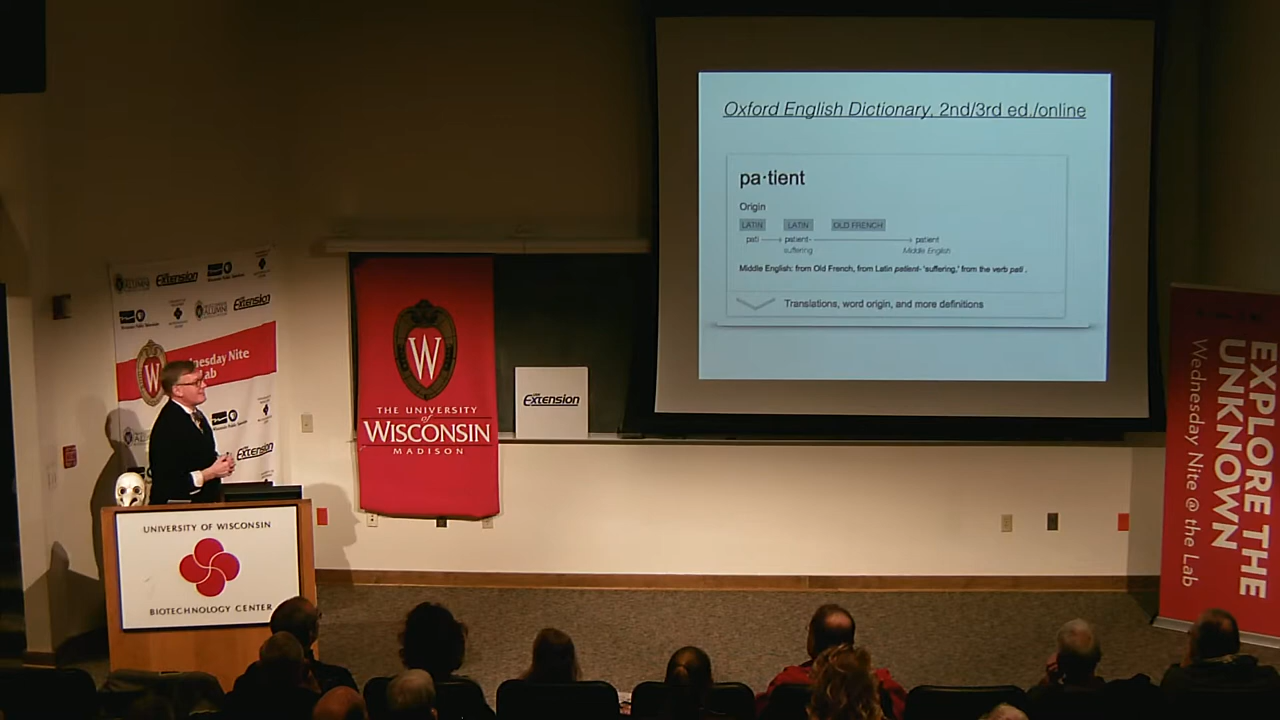 Oxford English Dictionary, 2nd/3rd ed./online
pa·tient
Origin
LATIN LATIN OLD FRENCH
pati patient- patient
suffering Middle English
Middle English: from Old French, from Latin patient- 'suffering,' from the verb pati .
Translations, word origin, and more definitions
Extension
ALUMNI
Extension
nesday Nite
Lab
Extension
W
W
THE UNIVERSITY
of
WISCONSIN
MADISON
Extension
UNIVERSITY OF WISCONSIN
BIOTECHNOLOGY CENTER
EXPLORE THE
UNKNOWN
Wednesday Nite @ the Lab